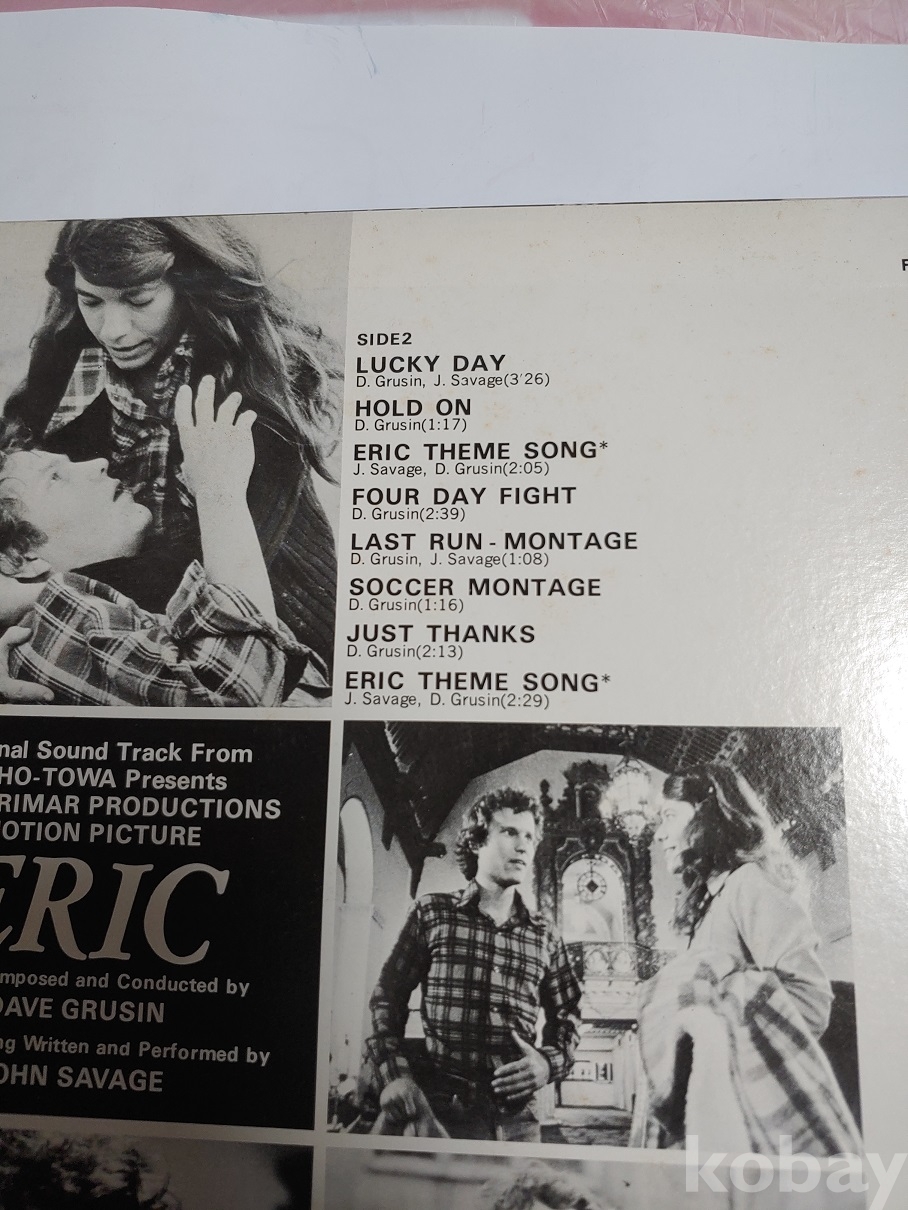 F
SIDE2
LUCKY DAY
D. Grusin, J. Savage(3'26)
HOLD ON
D. Grusin(1:17)
ERIC THEME SONG*
J. Savage, D. Grusin(2:05)
FOUR DAY FIGHT
D. Grusin(2:39)
LAST RUN - MONTAGE
D. Grusin, J. Savage(1:08)
SOCCER MONTAGE
D. Grusin(1:16)
JUST THANKS
D. Grusin(2:13)
ERIC THEME SONG*
J. Savage, D. Grusin(2:29)
nal Sound Track From
HO-TOWA Presents
RIMAR PRODUCTIONS
OTION PICTURE
ERIC
mposed and Conducted by
DAVE GRUSIN
ng Written and Performed by
OHN SAVAGE
kobay